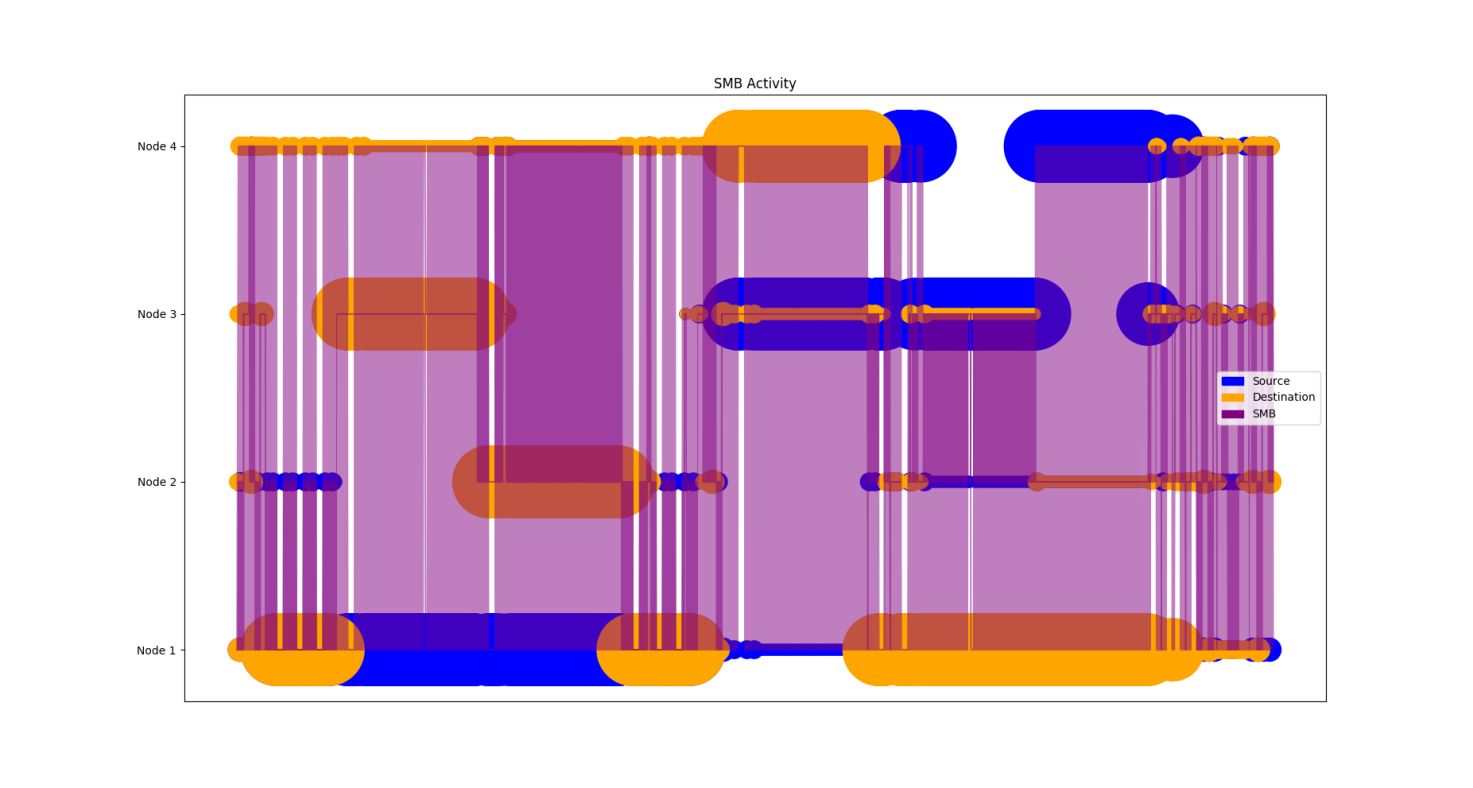 SMB Activity
Node 4
Node 3
Source
Destination
SMB
Node 2
Node 1